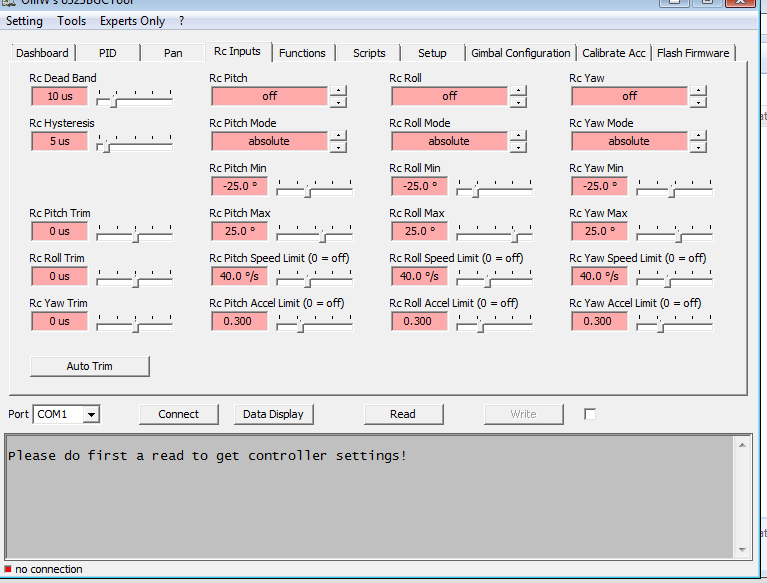 OlliW's o323BGCTool
Setting Tools Experts Only ?
Dashboard PID Pan Rc Inputs Functions Scripts Setup Gimbal Configuration Calibrate Acc Flash Firmware
Rc Dead Band Rc Pitch Rc Roll Rc Yaw
10 us off off off
Rc Hysteresis Rc Pitch Mode Rc Roll Mode Rc Yaw Mode
5 us absolute absolute absolute
Rc Pitch Min Rc Roll Min Rc Yaw Min
-25.0 ° -25.0 ° -25.0 °
Rc Pitch Trim Rc Pitch Max Rc Roll Max Rc Yaw Max
0 us 25.0 ° 25.0 ° 25.0 °
Rc Roll Trim Rc Pitch Speed Limit (0 = off) Rc Roll Speed Limit (0 = off) Rc Yaw Speed Limit (0 = off)
0 us 40.0 °/s 40.0 °/s 40.0 °/s
Rc Yaw Trim Rc Pitch Accel Limit (0 = off) Rc Roll Accel Limit (0 = off) Rc Yaw Accel Limit (0 = off)
0 us 0.300 0.300 0.300
Auto Trim
Port COM1 Connect Data Display Read Write
Please do first a read to get controller settings!
no connection